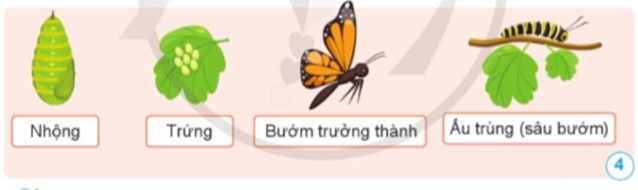 Nhộng
Trứng
Bướm trưởng thành
Ấu trùng (sâu bướm)
4